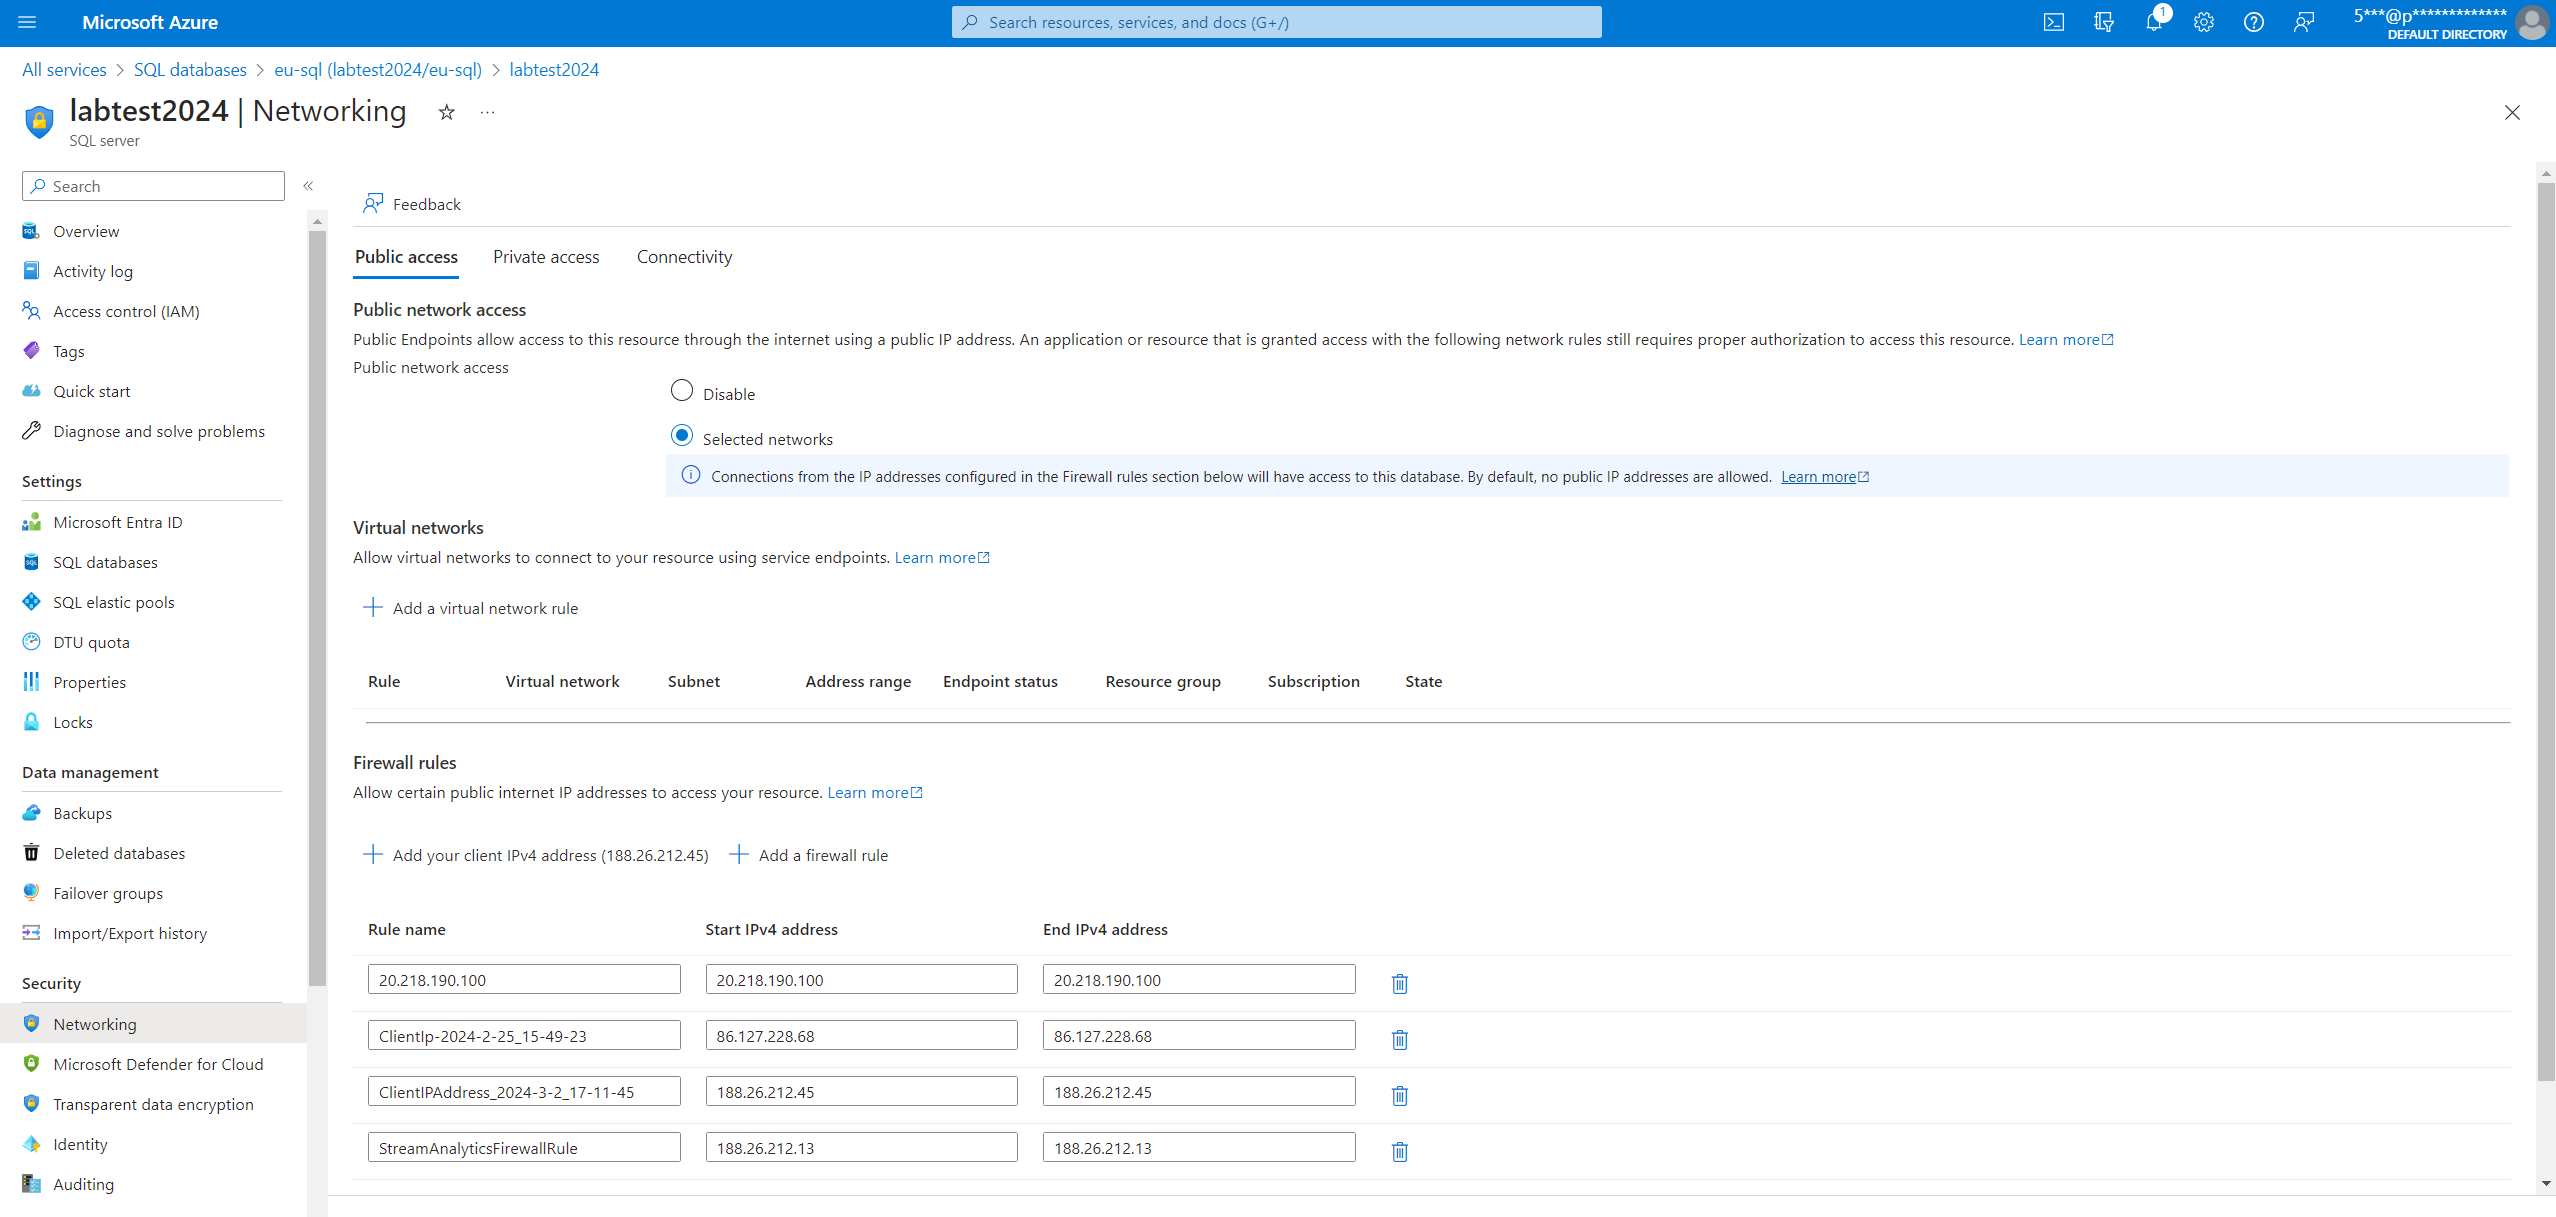 Microsoft Azure
Search resources, services, and docs (G+/)
1
5***@p*************
DEFAULT DIRECTORY
All services > SQL databases > eu-sql (labtest2024/eu-sql) > labtest2024
labtest2024 | Networking
SQL server
Search
Overview
Activity log
Access control (IAM)
Tags
Quick start
Diagnose and solve problems
Settings
Microsoft Entra ID
SQL databases
SQL elastic pools
DTU quota
Properties
Locks
Data management
Backups
Deleted databases
Failover groups
Import/Export history
Security
Networking
Microsoft Defender for Cloud
Transparent data encryption
Identity
Auditing
Feedback
Public access Private access Connectivity
Public network access
Public Endpoints allow access to this resource through the internet using a public IP address. An application or resource that is granted access with the following network rules still requires proper authorization to access this resource. Learn more
Public network access
Disable
Selected networks
Connections from the IP addresses configured in the Firewall rules section below will have access to this database. By default, no public IP addresses are allowed. Learn more
Virtual networks
Allow virtual networks to connect to your resource using service endpoints. Learn more
+ Add a virtual network rule
Rule Virtual network Subnet Address range Endpoint status Resource group Subscription State
Firewall rules
Allow certain public internet IP addresses to access your resource. Learn more
+ Add your client IPv4 address (188.26.212.45) + Add a firewall rule
Rule name Start IPv4 address End IPv4 address
20.218.190.100 20.218.190.100 20.218.190.100
ClientIp-2024-2-25_15-49-23 86.127.228.68 86.127.228.68
ClientIPAddress_2024-3-2_17-11-45 188.26.212.45 188.26.212.45
StreamAnalyticsFirewallRule 188.26.212.13 188.26.212.13